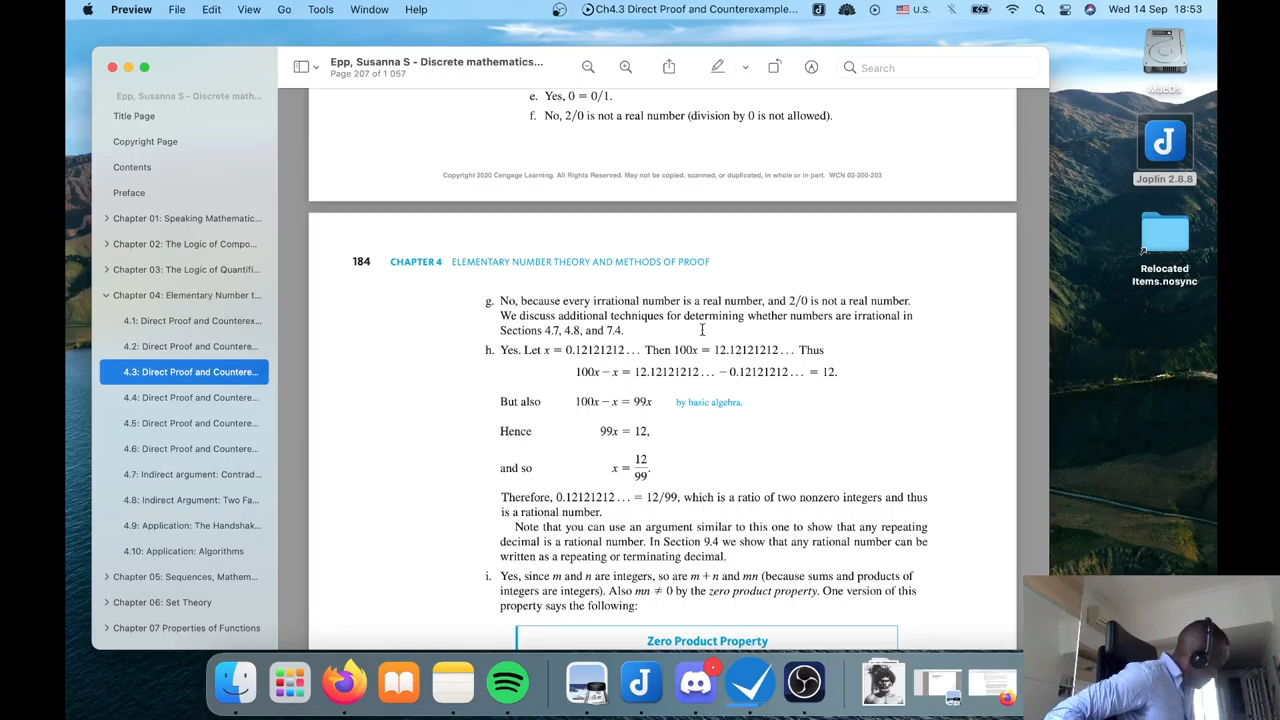 Preview File Edit View Go Tools Window Help
Ch4.3 Direct Proof and Counterexample...
U.S.
Wed 14 Sep 18:53
Epp, Susanna S - Discrete mathematics...
Page 207 of 1 057
Search
Epp, Susanna S - Discrete math...
Title Page
Copyright Page
Contents
Preface
Chapter 01: Speaking Mathematic...
Chapter 02: The Logic of Compo...
Chapter 03: The Logic of Quantifi...
Chapter 04: Elementary Number t...
4.1: Direct Proof and Counterex...
4.2: Direct Proof and Countere...
4.3: Direct Proof and Countere...
4.4: Direct Proof and Countere...
4.5: Direct Proof and Countere...
4.6: Direct Proof and Countere...
4.7: Indirect argument: Contrad...
4.8: Indirect Argument: Two Fa...
4.9: Application: The Handshak...
4.10: Application: Algorithms
Chapter 05: Sequences, Mathem...
Chapter 06: Set Theory
Chapter 07 Properties of Functions
e. Yes, 0 = 0/1.
f. No, 2/0 is not a real number (division by 0 is not allowed).
Copyright 2020 Cengage Learning. All Rights Reserved. May not be copied, scanned, or duplicated, in whole or in part. WCN 02-200-203
184 CHAPTER 4 ELEMENTARY NUMBER THEORY AND METHODS OF PROOF
g. No, because every irrational number is a real number, and 2/0 is not a real number.
We discuss additional techniques for determining whether numbers are irrational in
Sections 4.7, 4.8, and 7.4.
h. Yes. Let x = 0.12121212... Then 100x = 12.12121212... Thus
100x − x = 12.12121212... − 0.12121212... = 12.
But also 100x − x = 99x by basic algebra.
Hence 99x = 12,
and so x = 12/99.
Therefore, 0.12121212... = 12/99, which is a ratio of two nonzero integers and thus
is a rational number.
Note that you can use an argument similar to this one to show that any repeating
decimal is a rational number. In Section 9.4 we show that any rational number can be
written as a repeating or terminating decimal.
i. Yes, since m and n are integers, so are m + n and mn (because sums and products of
integers are integers). Also mn ≠ 0 by the zero product property. One version of this
property says the following:
Zero Product Property
MacOs
Joplin 2.8.8
Relocated
Items.nosync